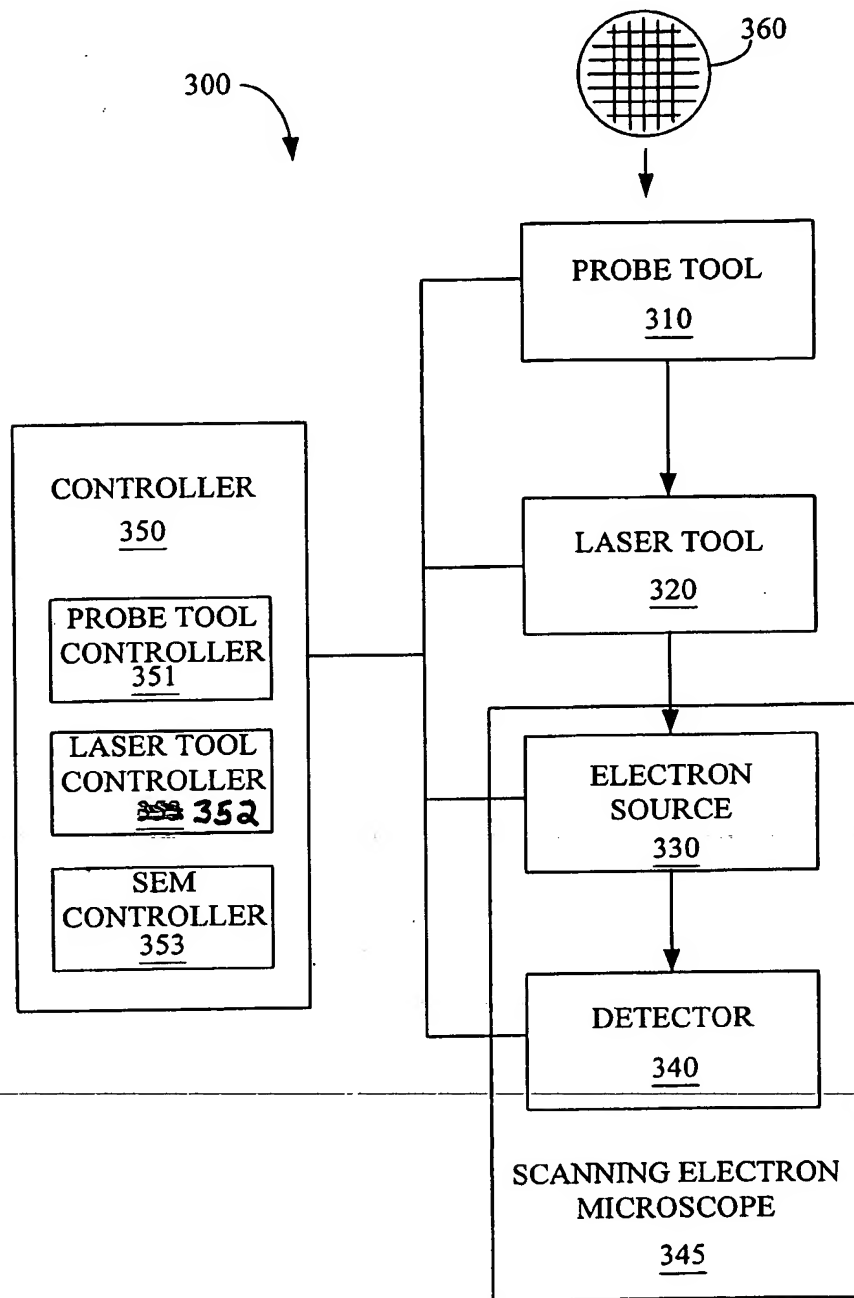 360
300
PROBE TOOL
310
LASER TOOL
320
CONTROLLER
350
PROBE TOOL
CONTROLLER
351
LASER TOOL
CONTROLLER
352
SEM
CONTROLLER
353
ELECTRON
SOURCE
330
DETECTOR
340
SCANNING ELECTRON
MICROSCOPE
345